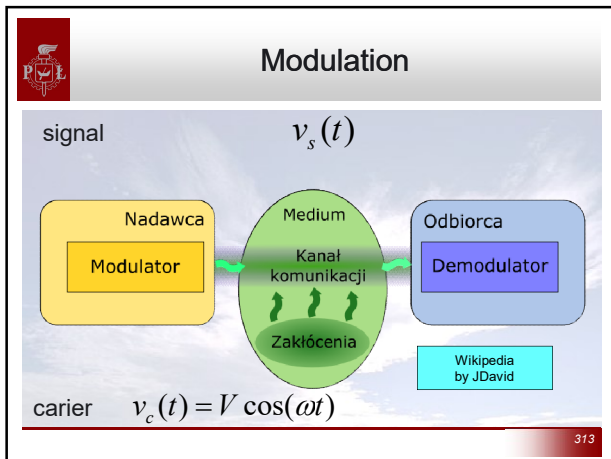 P Ł
Modulation
signal
v_s(t)
Nadawca
Modulator
Medium
Kanał
komunikacji
Zakłócenia
Odbiorca
Demodulator
Wikipedia
by JDavid
carier
v_c(t) = V cos(ωt)
313